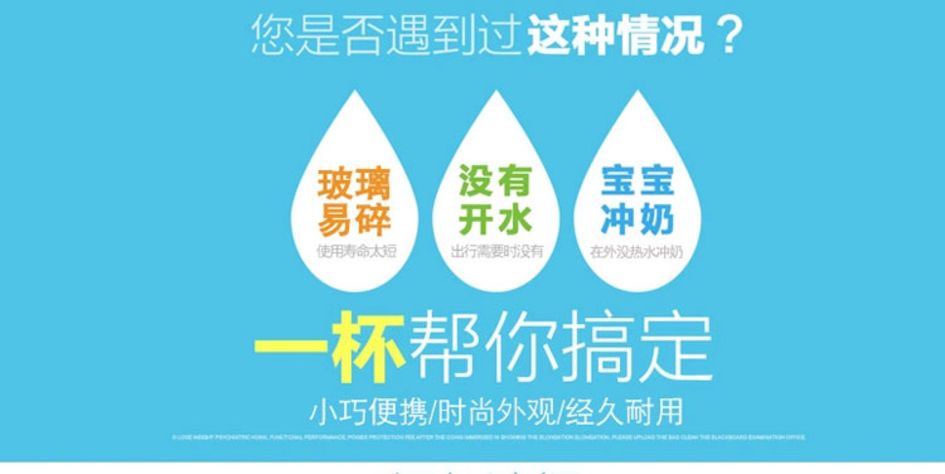 您是否遇到过这种情况？
玻璃
易碎
使用寿命太短
没有
开水
出行需要时没有
宝宝
冲奶
在外没热水冲奶
一杯帮你搞定
小巧便携/时尚外观/经久耐用